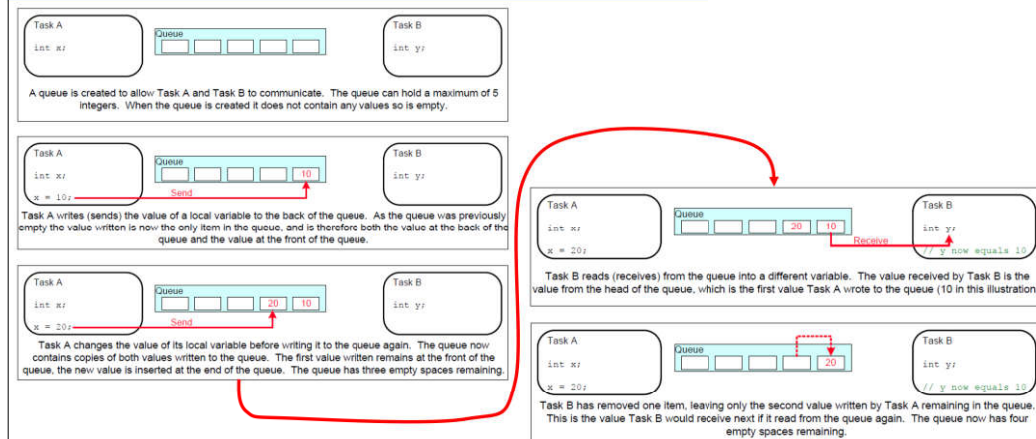 Task A
int x;
Queue
Task B
int y;
A queue is created to allow Task A and Task B to communicate. The queue can hold a maximum of 5
integers. When the queue is created it does not contain any values so is empty.
Task A
int x;
x = 10;
Queue
10
Send
Task B
int y;
Task A writes (sends) the value of a local variable to the back of the queue. As the queue was previously
empty the value written is now the only item in the queue, and is therefore both the value at the back of the
queue and the value at the front of the queue.
Task A
int x;
x = 20;
Queue
20 10
Send
Task B
int y;
Task A changes the value of its local variable before writing it to the queue again. The queue now
contains copies of both values written to the queue. The first value written remains at the front of the
queue, the new value is inserted at the end of the queue. The queue has three empty spaces remaining.
Task A
int x;
x = 20;
Queue
20 10
Receive
Task B
int y;
// y now equals 10
Task B reads (receives) from the queue into a different variable. The value received by Task B is the
value from the head of the queue, which is the first value Task A wrote to the queue (10 in this illustration
Task A
int x;
x = 20;
Queue
20
Task B
int y;
// y now equals 10
Task B has removed one item, leaving only the second value written by Task A remaining in the queue.
This is the value Task B would receive next if it read from the queue again. The queue now has four
empty spaces remaining.